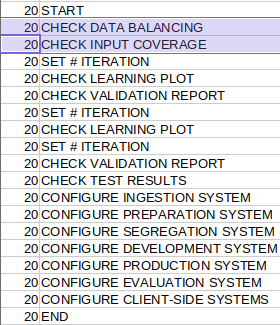 20 START
20 CHECK DATA BALANCING
20 CHECK INPUT COVERAGE
20 SET # ITERATION
20 CHECK LEARNING PLOT
20 CHECK VALIDATION REPORT
20 SET # ITERATION
20 CHECK LEARNING PLOT
20 SET # ITERATION
20 CHECK VALIDATION REPORT
20 CHECK TEST RESULTS
20 CONFIGURE INGESTION SYSTEM
20 CONFIGURE PREPARATION SYSTEM
20 CONFIGURE SEGREGATION SYSTEM
20 CONFIGURE DEVELOPMENT SYSTEM
20 CONFIGURE PRODUCTION SYSTEM
20 CONFIGURE EVALUATION SYSTEM
20 CONFIGURE CLIENT-SIDE SYSTEMS
20 END